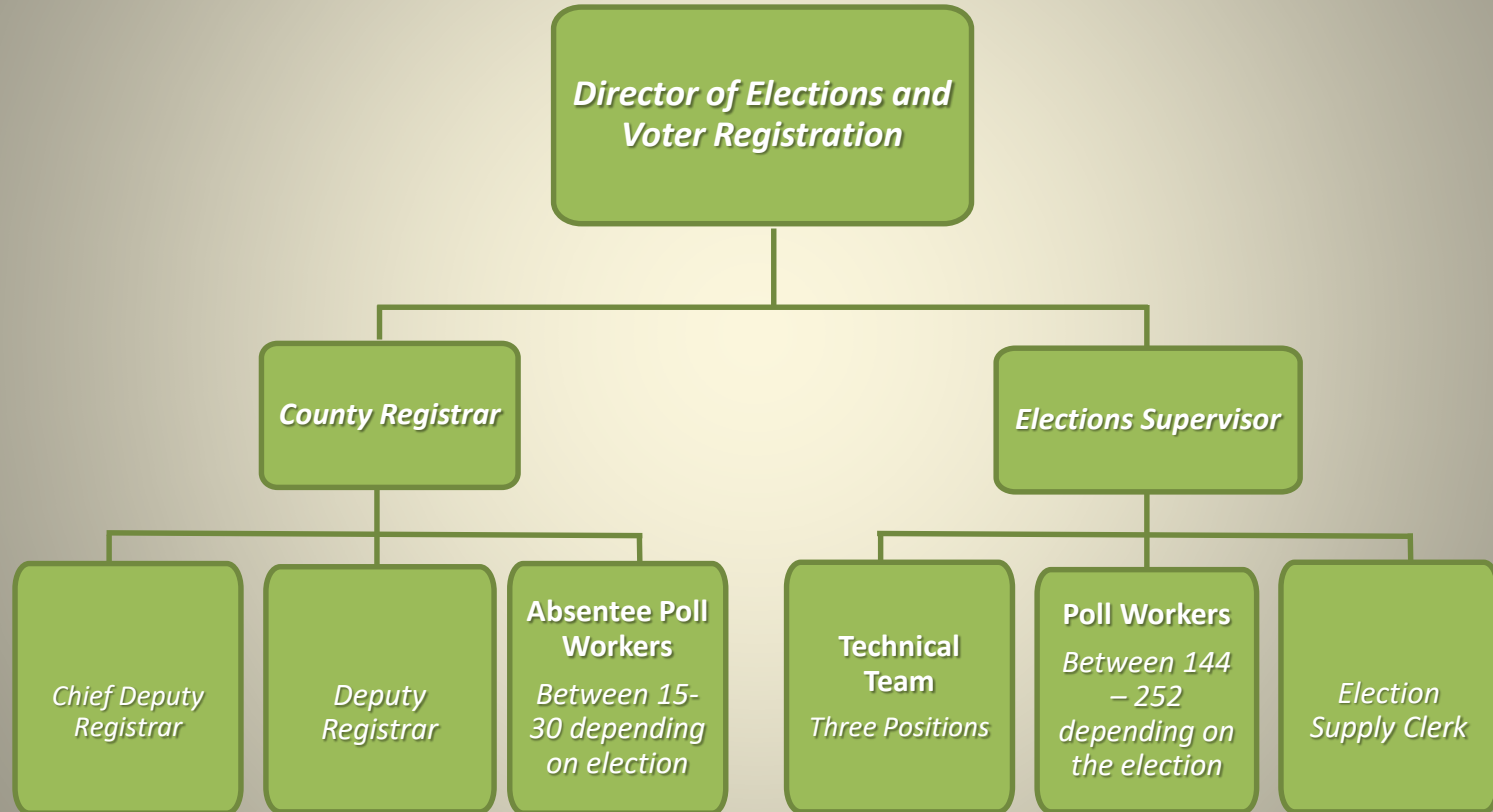 Director of Elections and
Voter Registration
County Registrar
Elections Supervisor
Chief Deputy
Registrar
Deputy
Registrar
Absentee Poll
Workers
Between 15-
30 depending
on election
Technical
Team
Three Positions
Poll Workers
Between 144
– 252
depending on
the election
Election
Supply Clerk